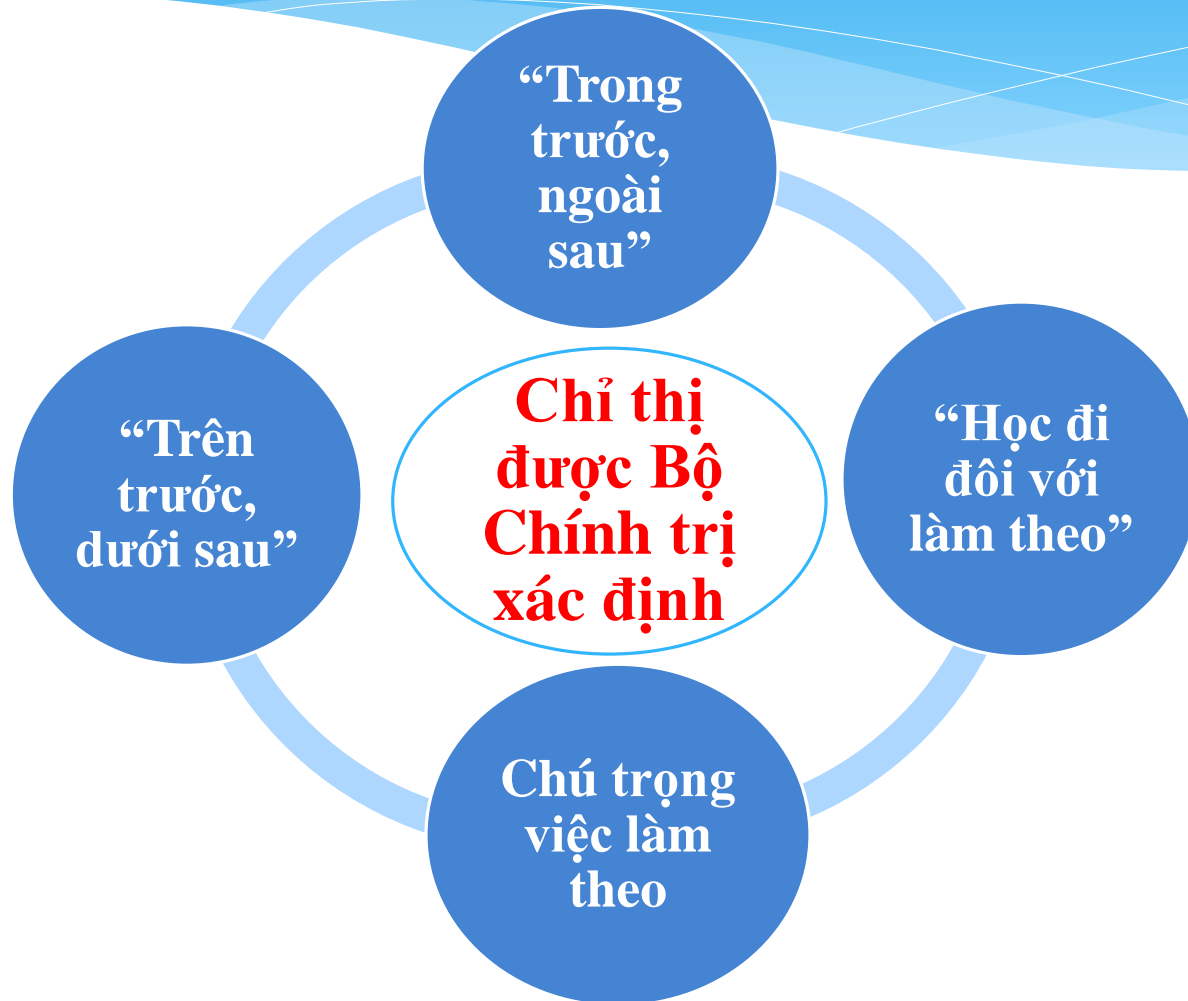 “Trong
trước,
ngoài
sau”
“Học đi
đôi với
làm theo”
Chú trọng
việc làm
theo
“Trên
trước,
dưới sau”
Chỉ thị
được Bộ
Chính trị
xác định